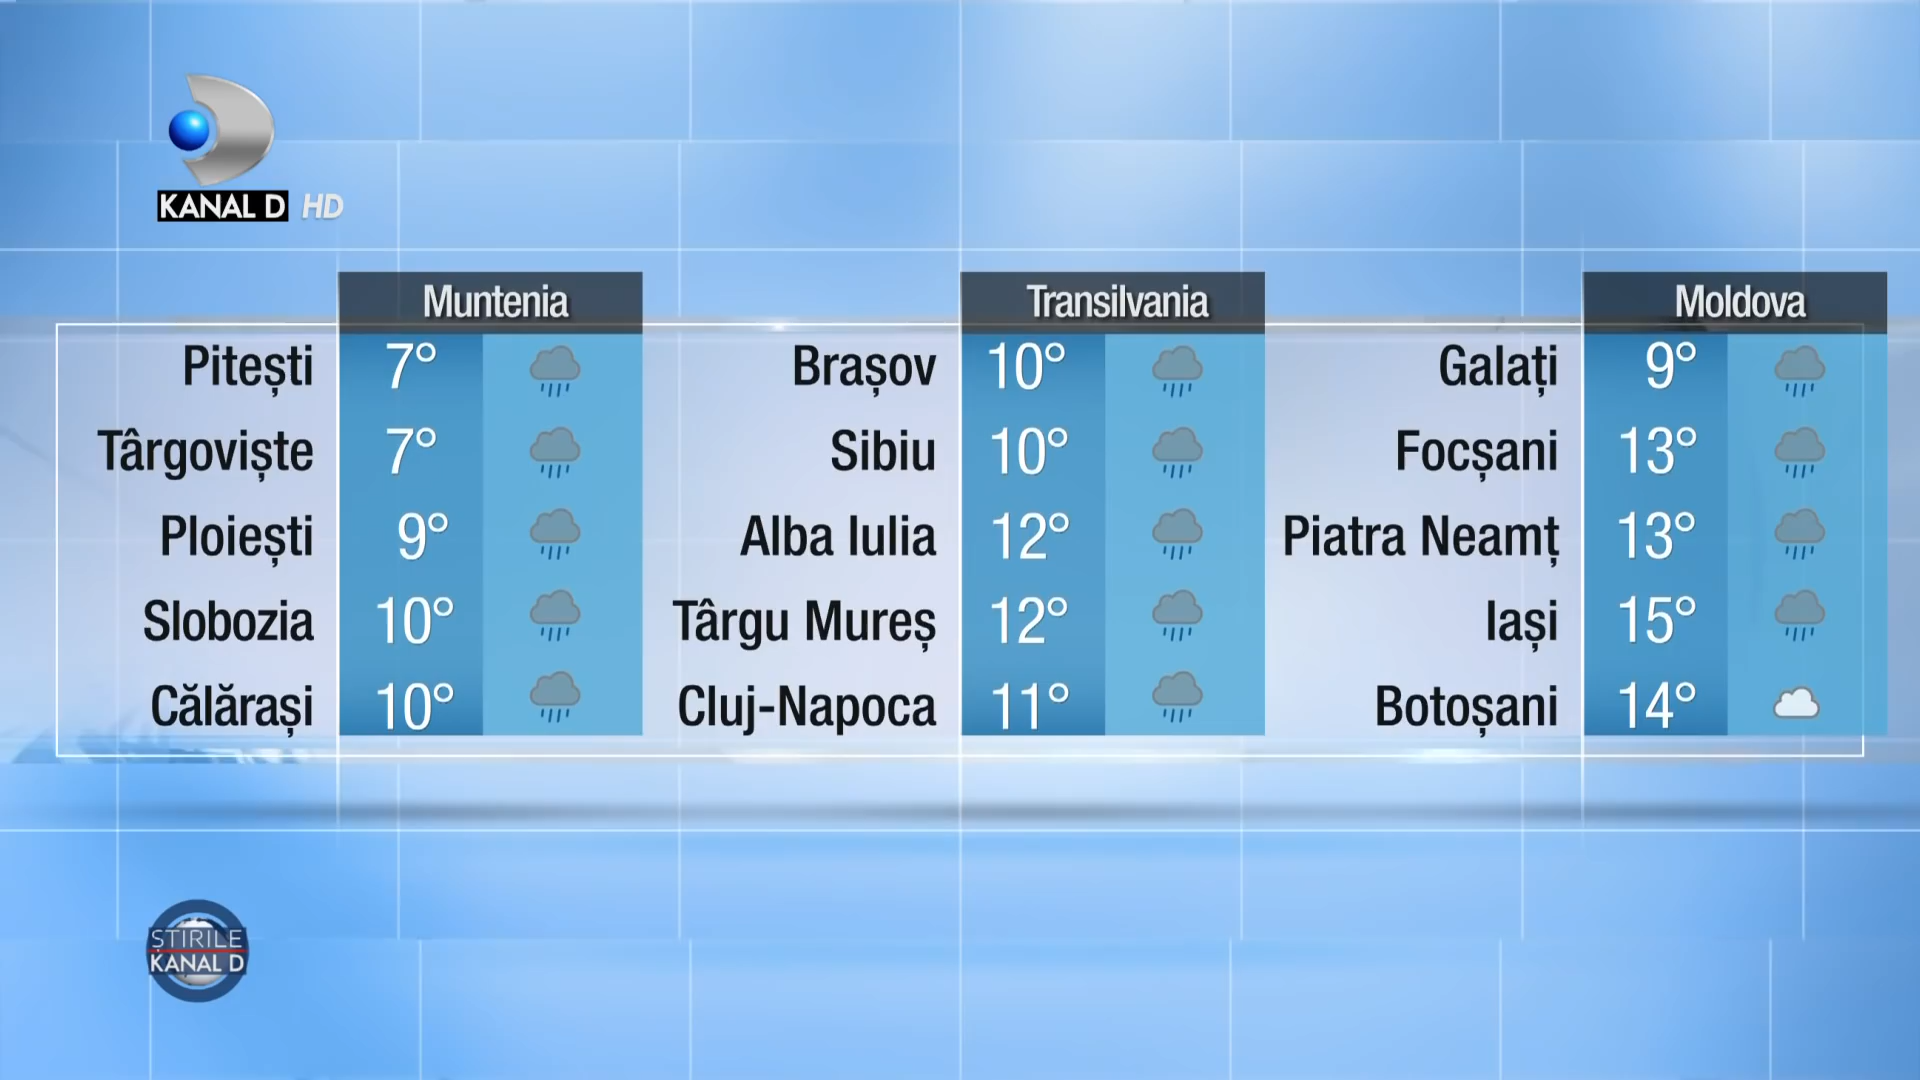 KANAL D HD
Muntenia
Pitești 7°
Târgoviște 7°
Ploiești 9°
Slobozia 10°
Călărași 10°
Transilvania
Brașov 10°
Sibiu 10°
Alba Iulia 12°
Târgu Mureș 12°
Cluj-Napoca 11°
Moldova
Galați 9°
Focșani 13°
Piatra Neamț 13°
Iași 15°
Botoșani 14°
ȘTIRILE
KANAL D